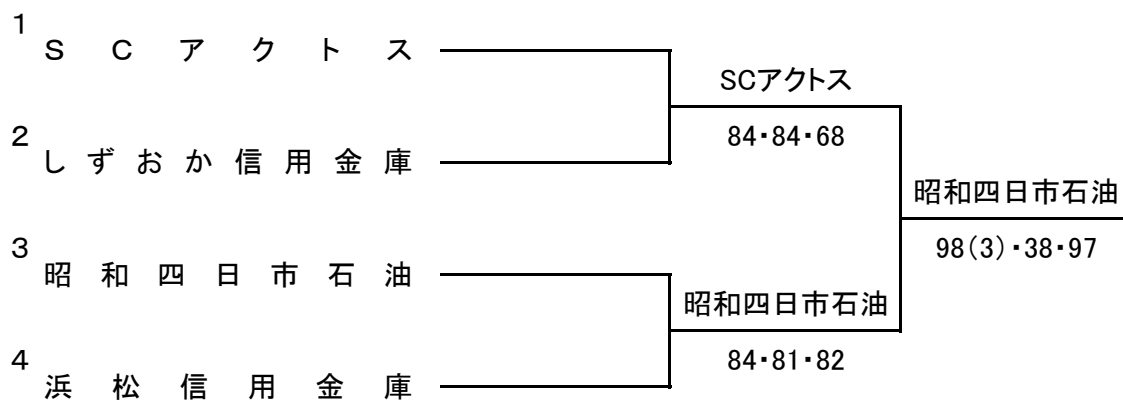 1
ＳＣアクトス
SCアクトス
84・84・68
2
しずおか信用金庫
昭和四日市石油
98(3)・38・97
3
昭和四日市石油
昭和四日市石油
84・81・82
4
浜松信用金庫